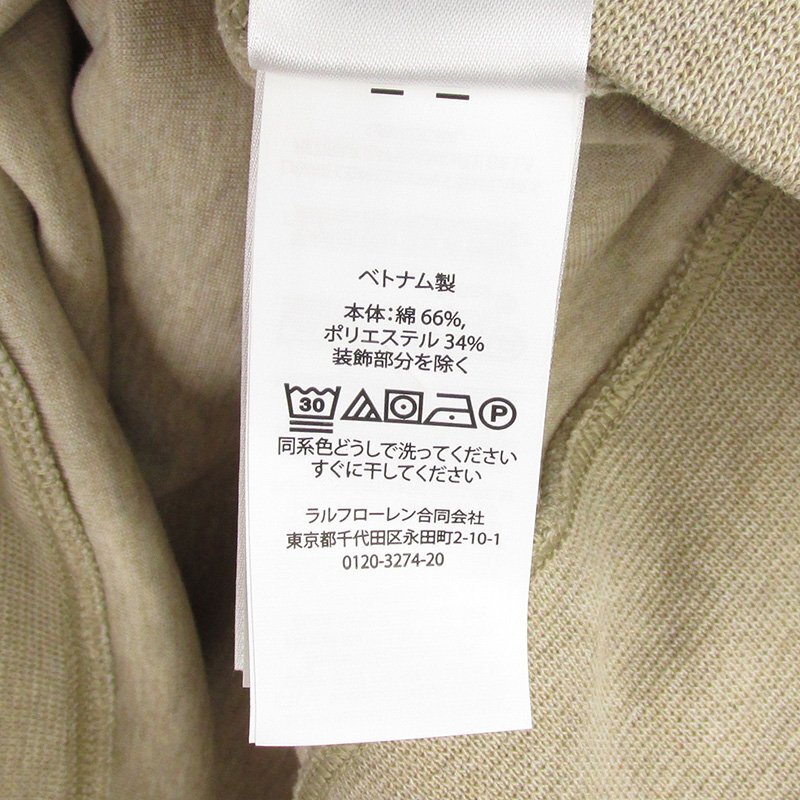 ベトナム製
本体：綿 66%,
ポリエステル 34%
装飾部分を除く
30 P
同系色どうしで洗ってください
すぐに干してください
ラルフローレン合同会社
東京都千代田区永田町2-10-1
0120-3274-20